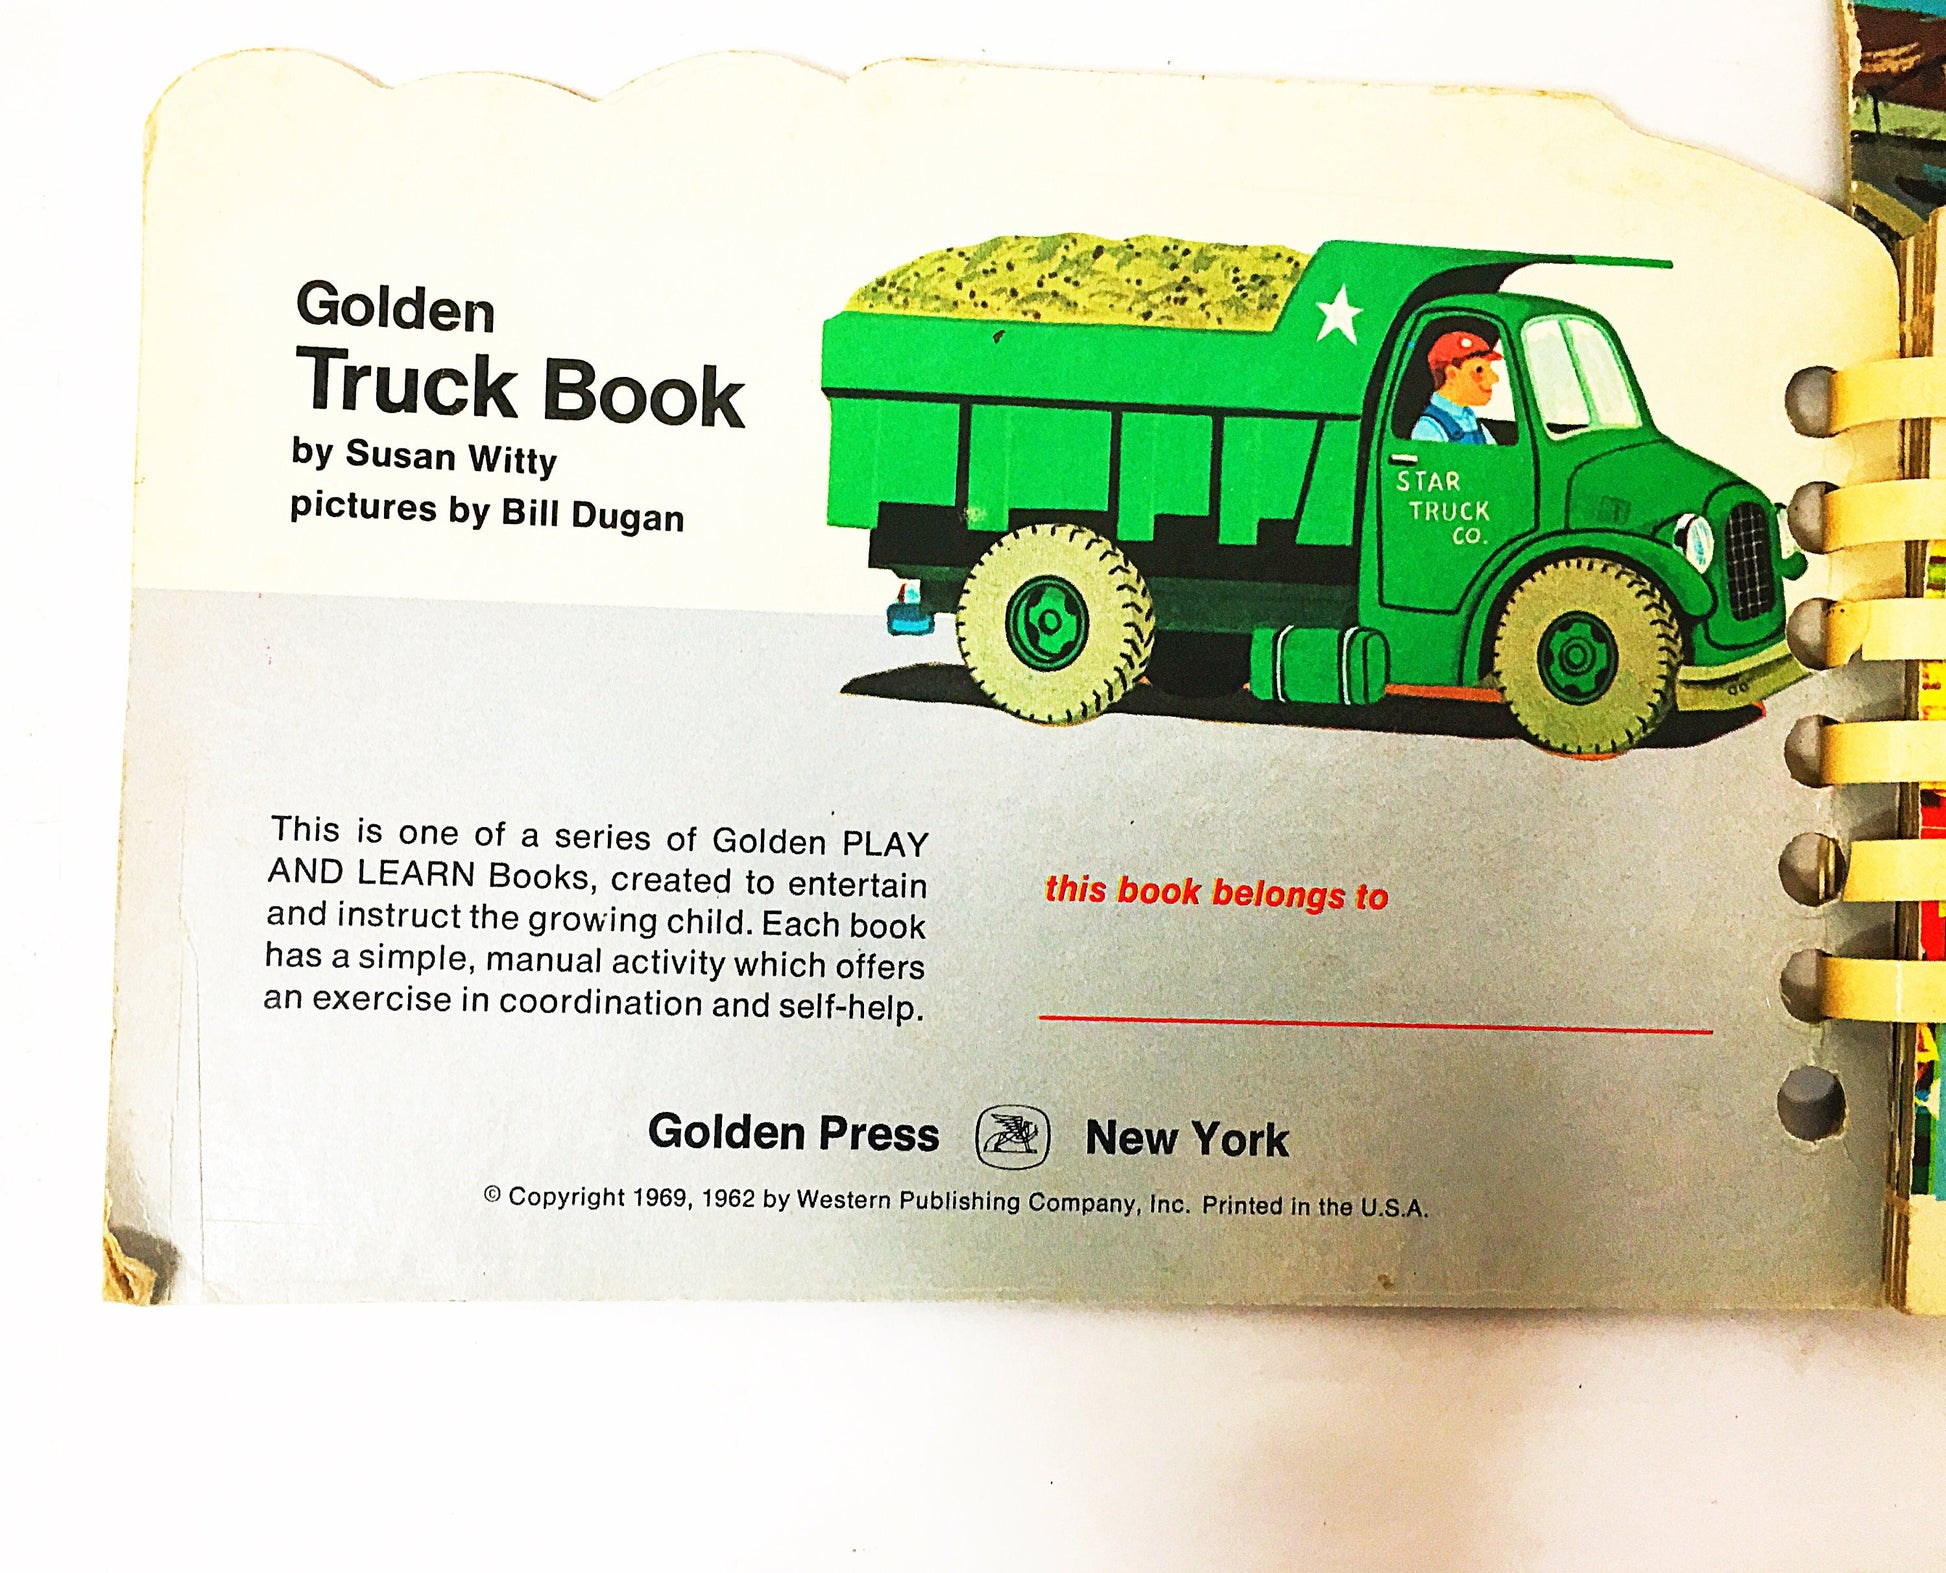 Golden
Truck Book
by Susan Witty
pictures by Bill Dugan
STAR
TRUCK
CO.
This is one of a series of Golden PLAY
AND LEARN Books, created to entertain
and instruct the growing child. Each book
has a simple, manual activity which offers
an exercise in coordination and self-help.
this book belongs to
Golden Press New York
© Copyright 1969, 1962 by Western Publishing Company, Inc. Printed in the U.S.A.